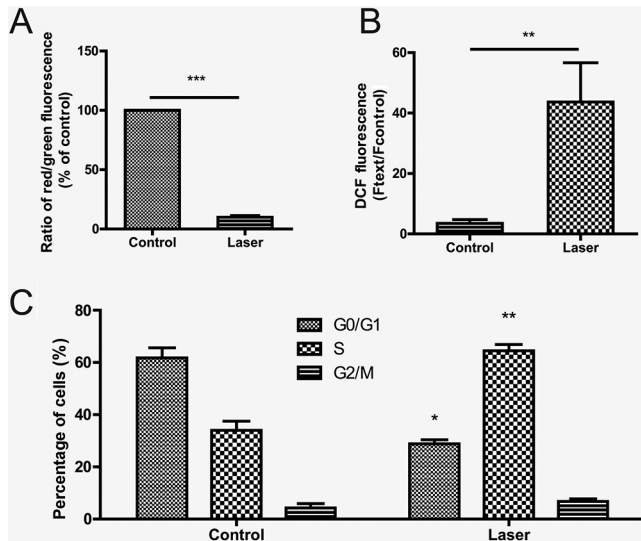 A
Ratio of red/green fluorescence
(% of control)
150
100
50
0
***
Control
Laser
B
DCF fluorescence
(Ftext/Fcontrol)
60
40
20
0
**
Control
Laser
C
Percentage of cells (%)
80
60
40
20
0
G0/G1
S
G2/M
*
**
Control
Laser